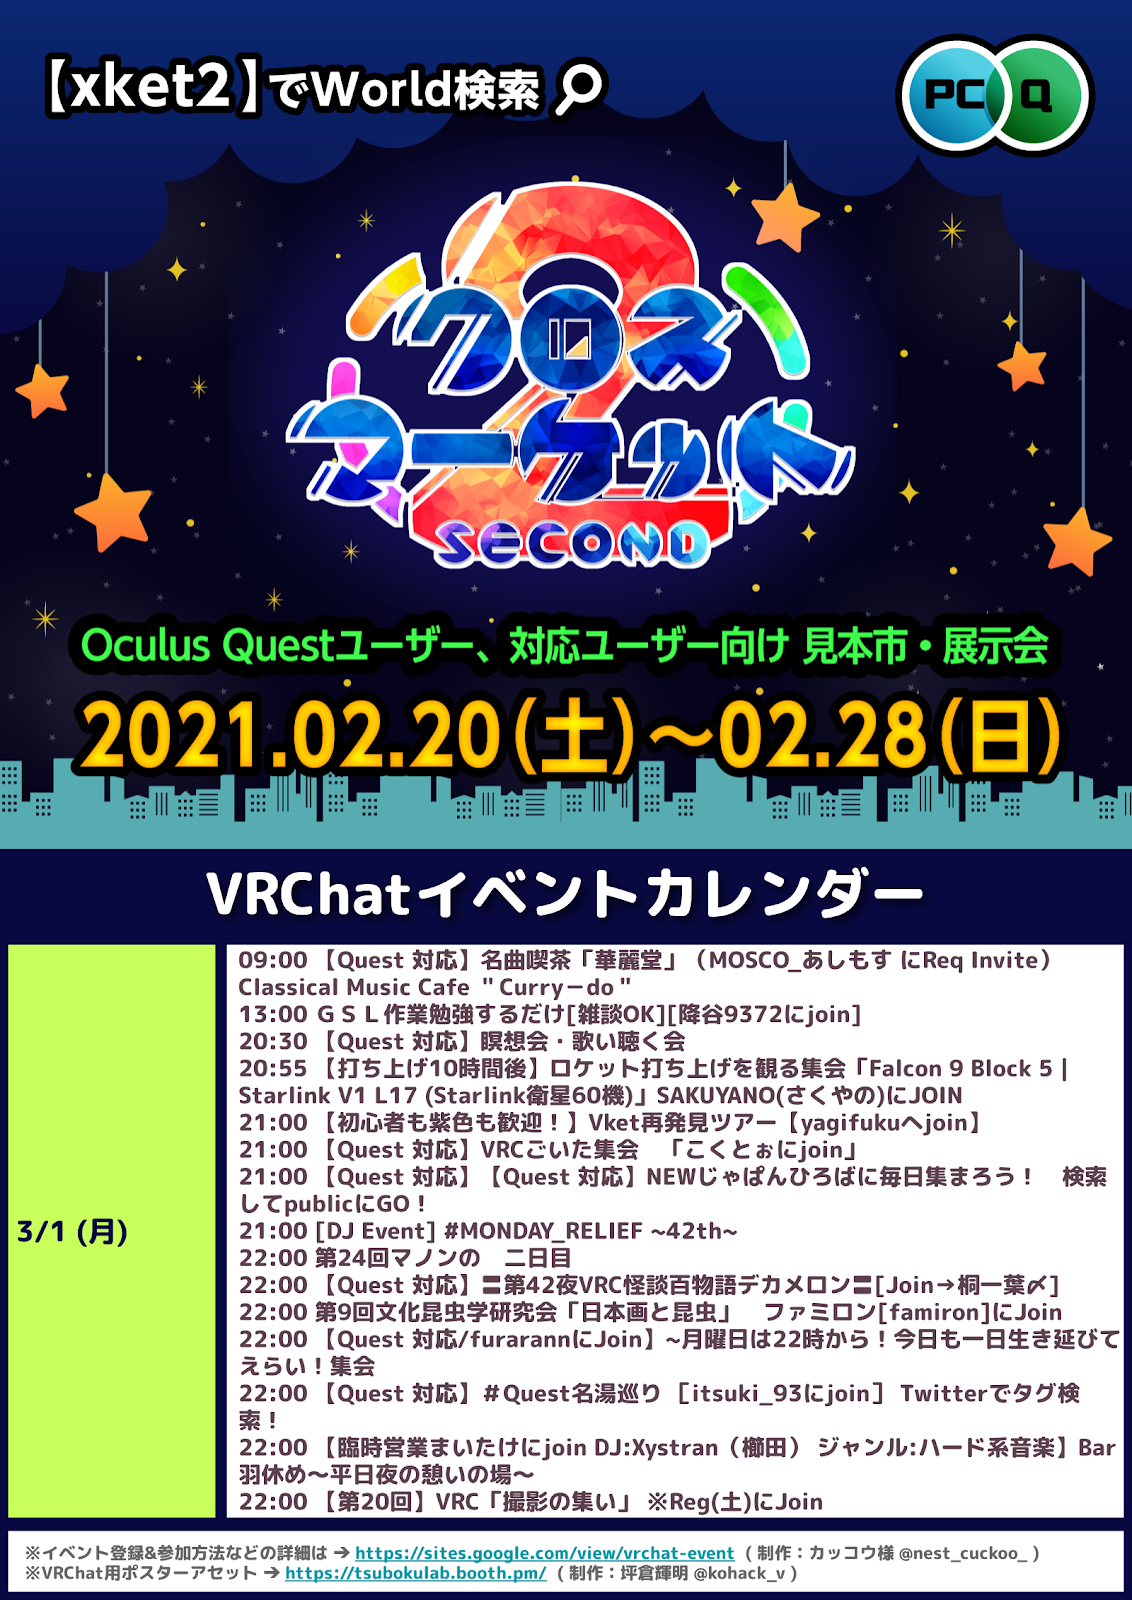 【xket2】でWorld検索
PC Q
2
クロス
マーケット
SECOND
Oculus Questユーザー、対応ユーザー向け 見本市・展示会
2021.02.20(土)～02.28(日)
VRChatイベントカレンダー
3/1 (月)
09:00 【Quest 対応】名曲喫茶「華麗堂」（MOSCO_あしもす にReq Invite）
Classical Music Cafe ＂Curry－do＂
13:00 ＧＳＬ作業勉強するだけ[雑談OK][降谷9372にjoin]
20:30 【Quest 対応】瞑想会・歌い聴く会
20:55 【打ち上げ10時間後】ロケット打ち上げを観る集会「Falcon 9 Block 5 |
Starlink V1 L17 (Starlink衛星60機)」SAKUYANO(さくやの)にJOIN
21:00 【初心者も紫色も歓迎！】Vket再発見ツアー【yagifukuへjoin】
21:00 【Quest 対応】VRCごいた集会　「こくとぉにjoin」
21:00 【Quest 対応】【Quest 対応】NEWじゃぱんひろばに毎日集まろう！　検索
してpublicにGO！
21:00 [DJ Event] #MONDAY_RELIEF ~42th~
22:00 第24回マノンの　二日目
22:00 【Quest 対応】〓第42夜VRC怪談百物語デカメロン〓[Join→桐一葉〆]
22:00 第9回文化昆虫学研究会「日本画と昆虫」　ファミロン[famiron]にJoin
22:00 【Quest 対応/furarannにJoin】~月曜日は22時から！今日も一日生き延びて
えらい！集会
22:00 【Quest 対応】＃Quest名湯巡り ［itsuki_93にjoin］ Twitterでタグ検
索！
22:00 【臨時営業まいたけにjoin DJ:Xystran（櫛田） ジャンル:ハード系音楽】Bar
羽休め～平日夜の憩いの場～
22:00 【第20回】VRC「撮影の集い」 ※Reg(土)にJoin
※イベント登録&参加方法などの詳細は → https://sites.google.com/view/vrchat-event （制作：カッコウ様 @nest_cuckoo_ ）
※VRChat用ポスターアセット → https://tsubokulab.booth.pm/ （制作：坪倉輝明 @kohack_v ）